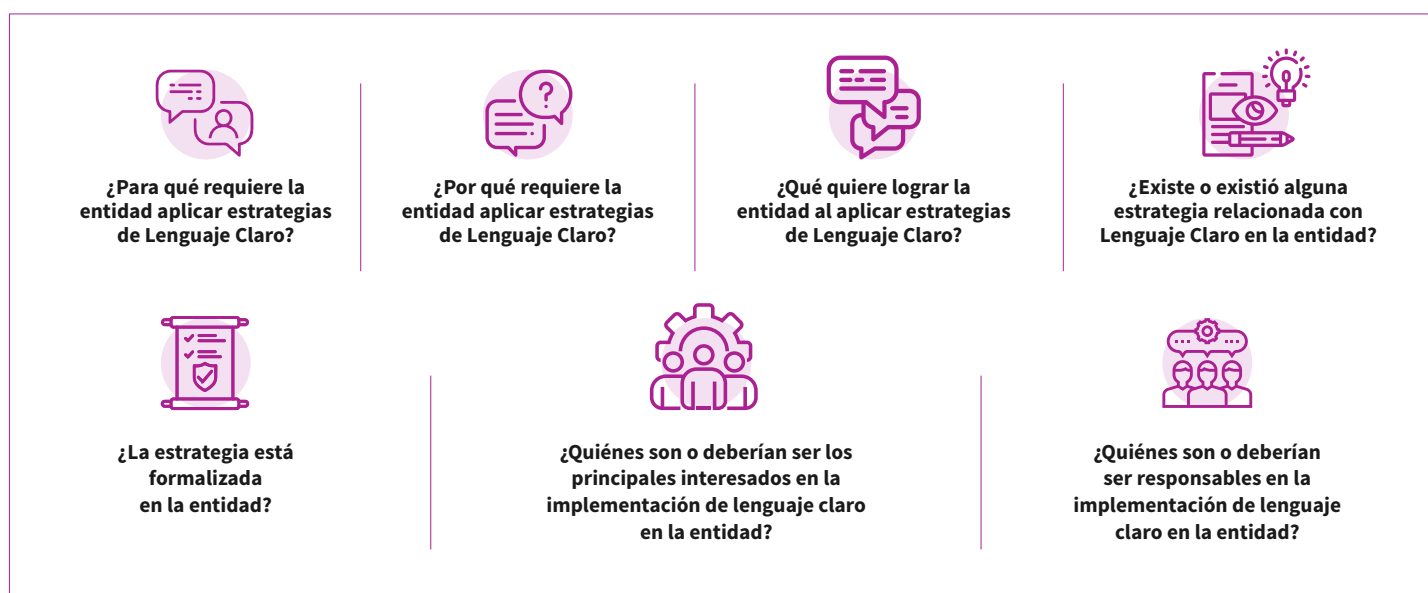 ¿Para qué requiere la
entidad aplicar estrategias
de Lenguaje Claro?
¿Por qué requiere la
entidad aplicar estrategias
de Lenguaje Claro?
¿Qué quiere lograr la
entidad al aplicar estrategias
de Lenguaje Claro?
¿Existe o existió alguna
estrategia relacionada con
Lenguaje Claro en la entidad?
¿La estrategia está
formalizada
en la entidad?
¿Quiénes son o deberían ser los
principales interesados en la
implementación de lenguaje claro
en la entidad?
¿Quiénes son o deberían
ser responsables en la
implementación de lenguaje
claro en la entidad?